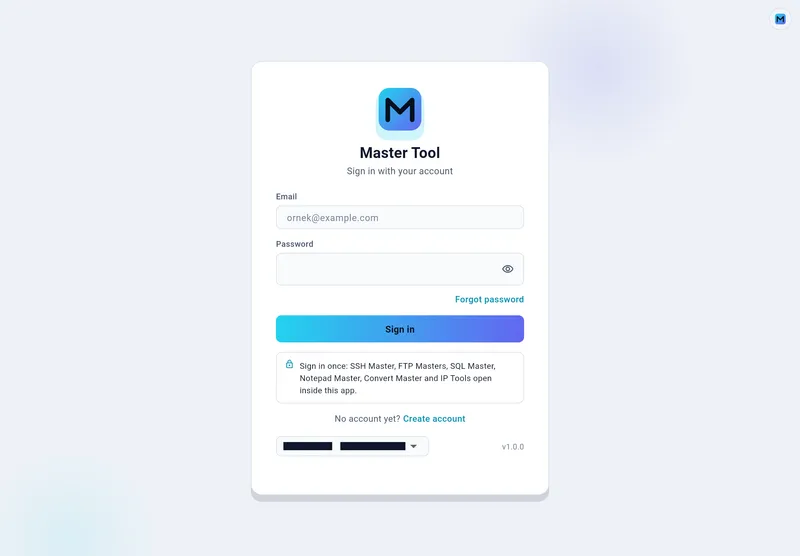 M
M
Master Tool
Sign in with your account
Email
ornek@example.com
Password
Forgot password
Sign in
Sign in once: SSH Master, FTP Masters, SQL Master,
Notepad Master, Convert Master and IP Tools open
inside this app.
No account yet? Create account
v1.0.0